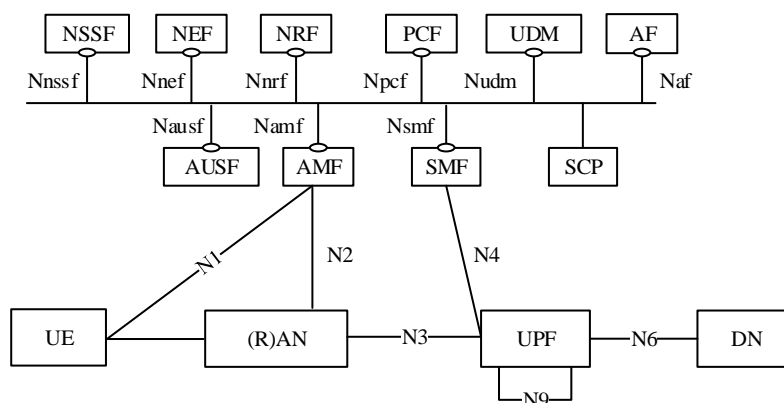 NSSF NEF NRF PCF UDM AF
Nnssf Nnef Nnrf Npcf Nudm Naf
Nausf Namf Nsmf
AUSF AMF SMF SCP
N1 N2 N4
UE (R)AN N3 UPF N6 DN
N9